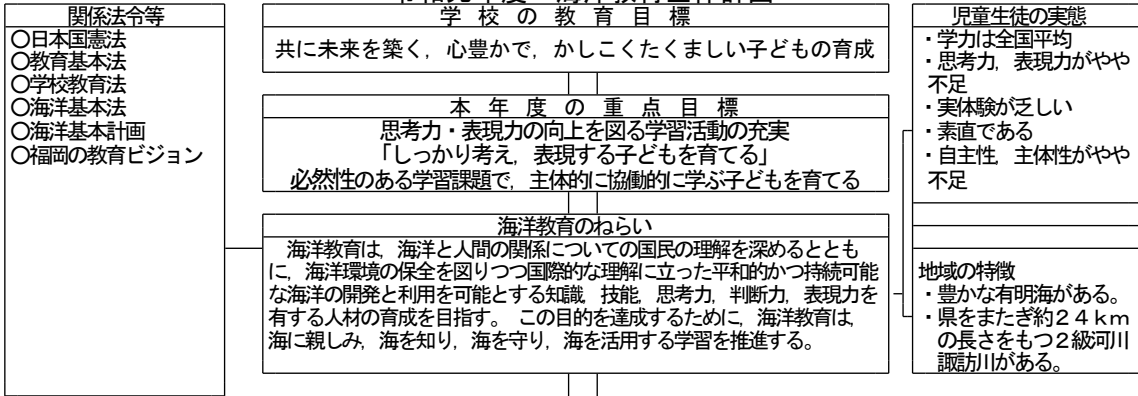 関係法令等
○日本国憲法
○教育基本法
○学校教育法
○海洋基本法
○海洋基本計画
○福岡の教育ビジョン
学校の教育目標
共に未来を築く，心豊かで，かしこくたくましい子どもの育成
本年度の重点目標
思考力・表現力の向上を図る学習活動の充実
「しっかり考え，表現する子どもを育てる」
必然性のある学習課題で，主体的に協働的に学ぶ子どもを育てる
海洋教育のねらい
海洋教育は，海洋と人間の関係についての国民の理解を深めるととも
に，海洋環境の保全を図りつつ国際的な理解に立った平和的かつ持続可能
な海洋の開発と利用を可能とする知識，技能，思考力，判断力，表現力を
有する人材の育成を目指す。この目的を達成するために，海洋教育は，
海に親しみ，海を知り，海を守り，海を活用する学習を推進する。
児童生徒の実態
・学力は全国平均
・思考力，表現力がやや
不足
・実体験が乏しい
・素直である
・自主性，主体性がやや
不足
地域の特徴
・豊かな有明海がある。
・県をまたぎ約２４ｋｍ
の長さをもつ２級河川
諏訪川がある。